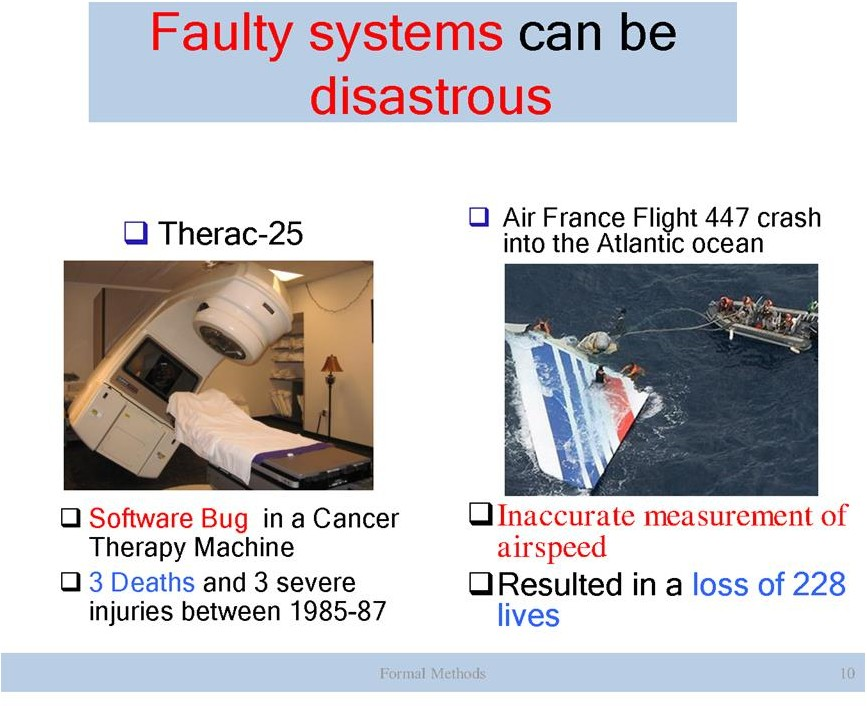 Faulty systems can be
disastrous
Therac-25
Software Bug in a Cancer
Therapy Machine
3 Deaths and 3 severe
injuries between 1985-87
Air France Flight 447 crash
into the Atlantic ocean
Inaccurate measurement of
airspeed
Resulted in a loss of 228
lives
Formal Methods
10